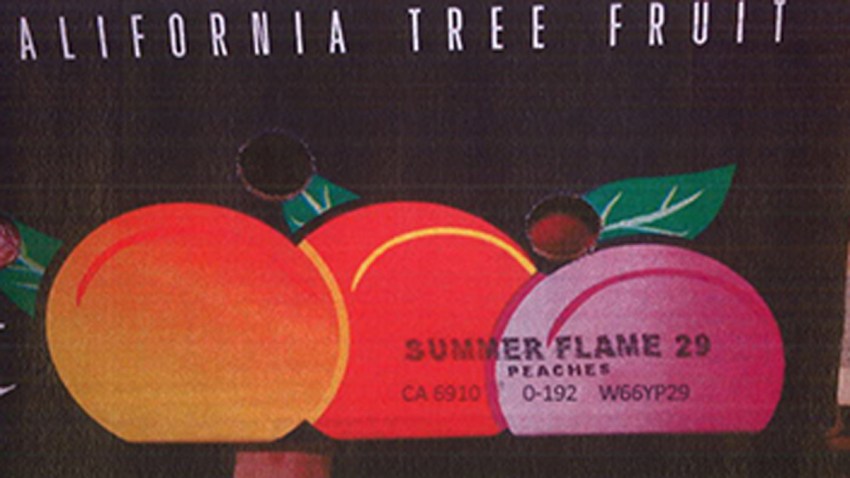 ALIFORNIA TREE FRUIT
SUMMER FLAME 29
PEACHES
CA 6910 0-192 W66YP29